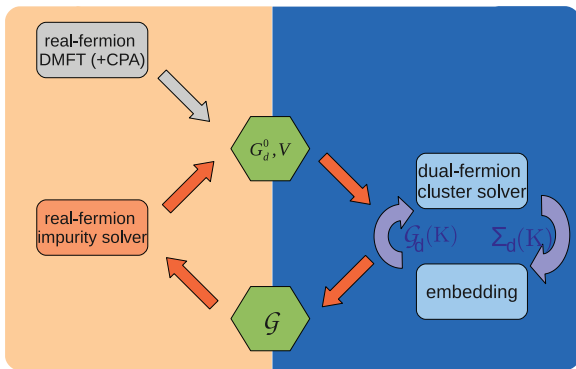 real-fermion
DMFT (+CPA)
G_d^0, V
dual-fermion
cluster solver
real-fermion
impurity solver
𝒢_d(K)
Σ_d(K)
embedding
𝒢